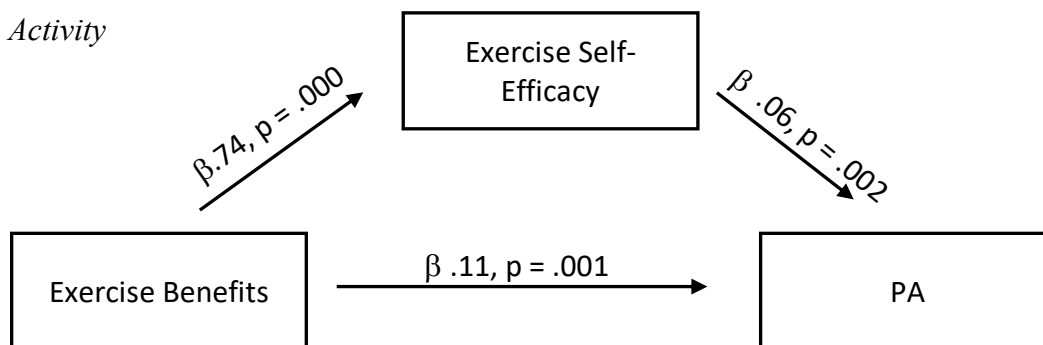 Activity
Exercise Self-
Efficacy
β.74, p = .000
β .06, p = .002
β .11, p = .001
Exercise Benefits
PA